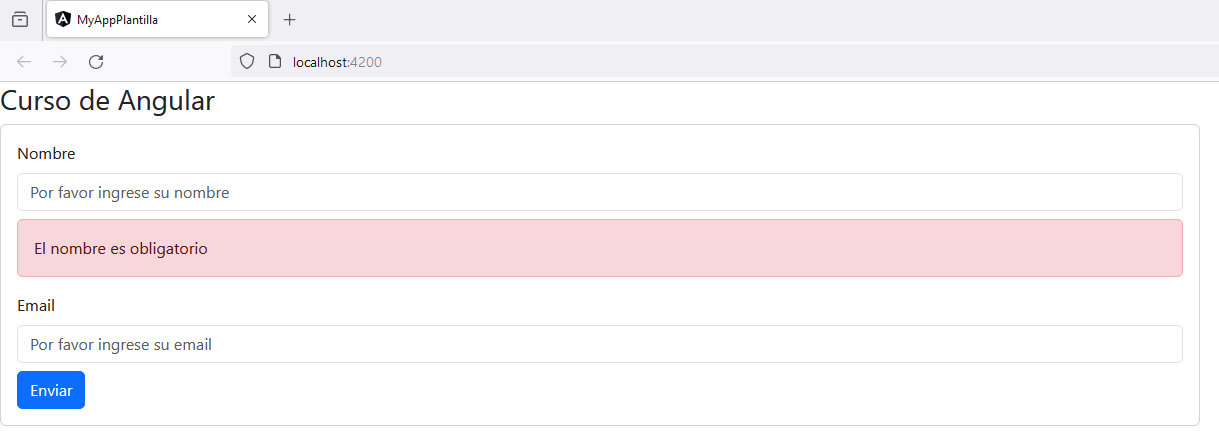 MyAppPlantilla
localhost:4200
Curso de Angular
Nombre
Por favor ingrese su nombre
El nombre es obligatorio
Email
Por favor ingrese su email
Enviar